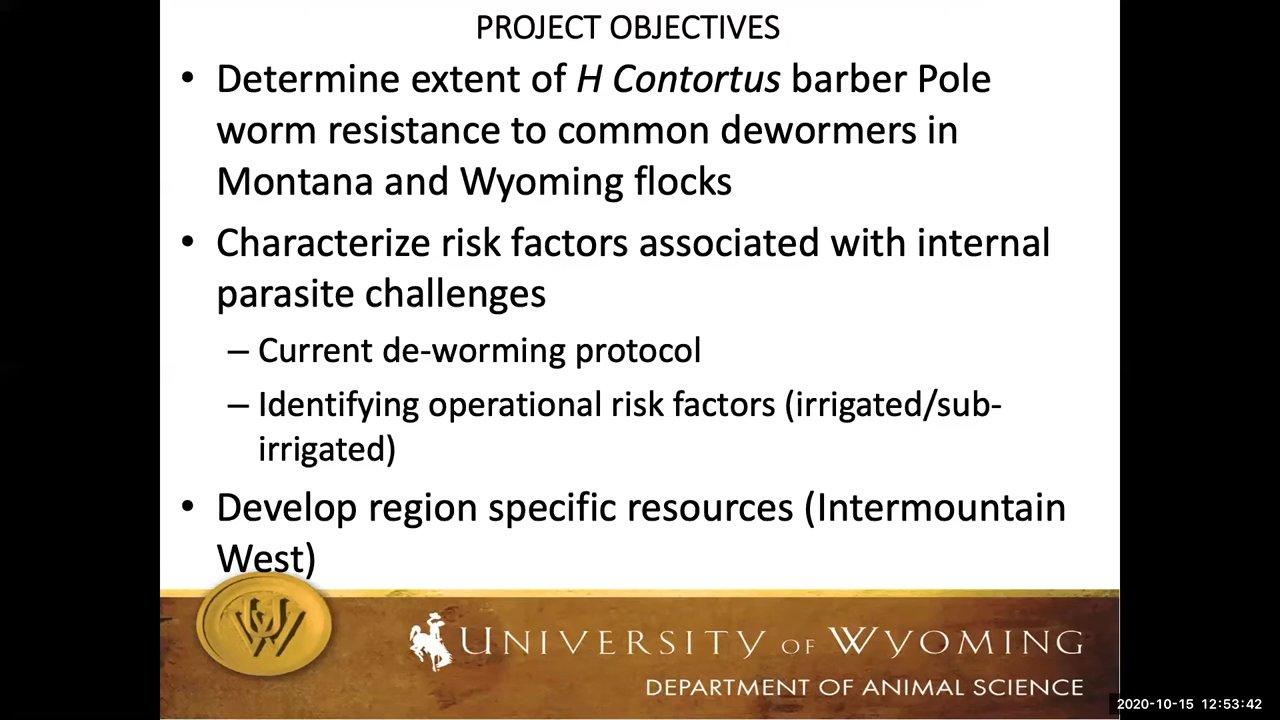 PROJECT OBJECTIVES
• Determine extent of H Contortus barber Pole
worm resistance to common dewormers in
Montana and Wyoming flocks
• Characterize risk factors associated with internal
parasite challenges
– Current de-worming protocol
– Identifying operational risk factors (irrigated/sub-
irrigated)
• Develop region specific resources (Intermountain
West)
UW
UNIVERSITY OF WYOMING
DEPARTMENT OF ANIMAL SCIENCE
2020-10-15 12:53:42